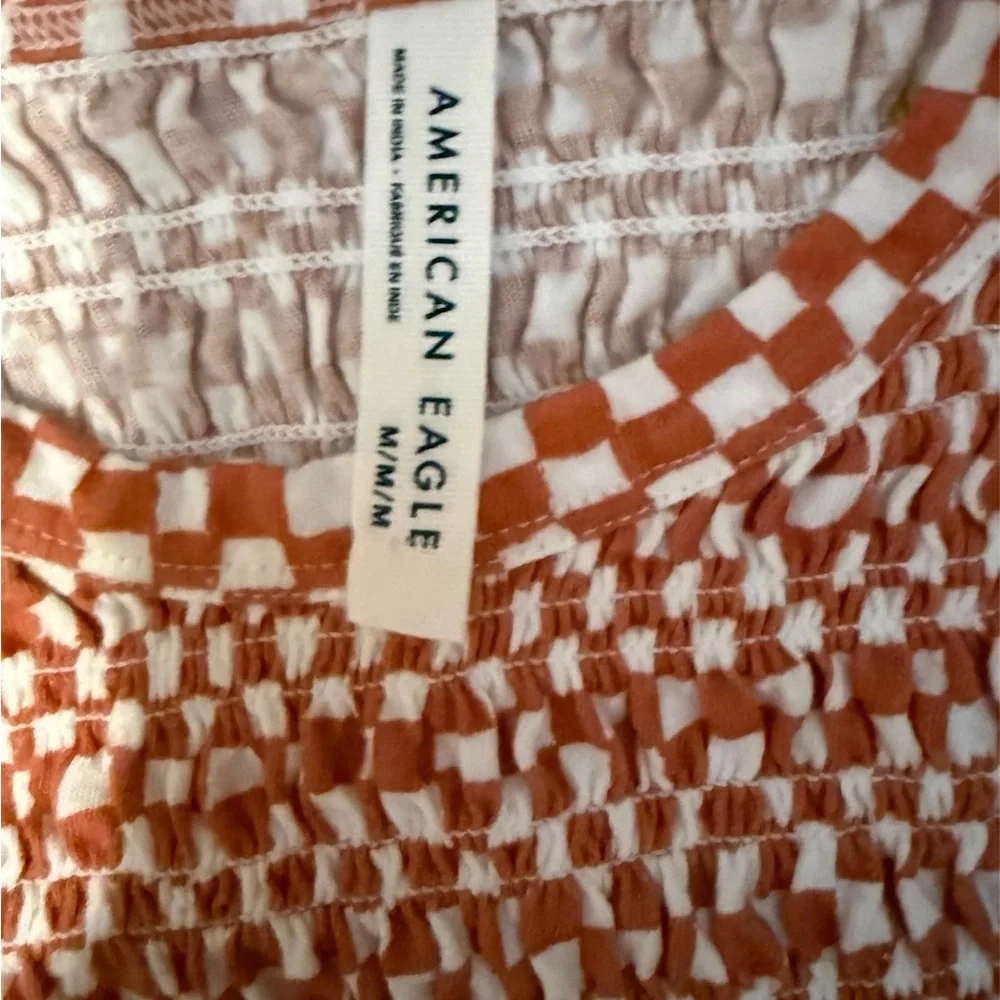 AMERICAN EAGLE
MADE IN INDIA • FABRIQUÉ EN INDE
M/M/M